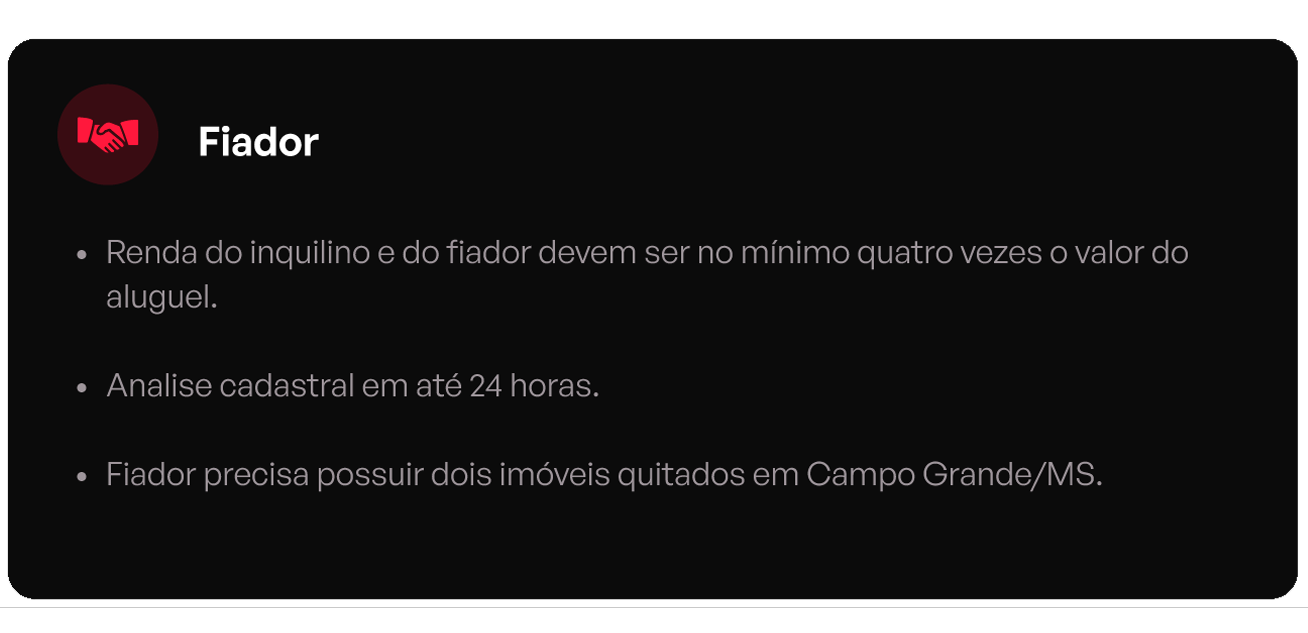 Fiador
• Renda do inquilino e do fiador devem ser no mínimo quatro vezes o valor do
aluguel.
• Analise cadastral em até 24 horas.
• Fiador precisa possuir dois imóveis quitados em Campo Grande/MS.